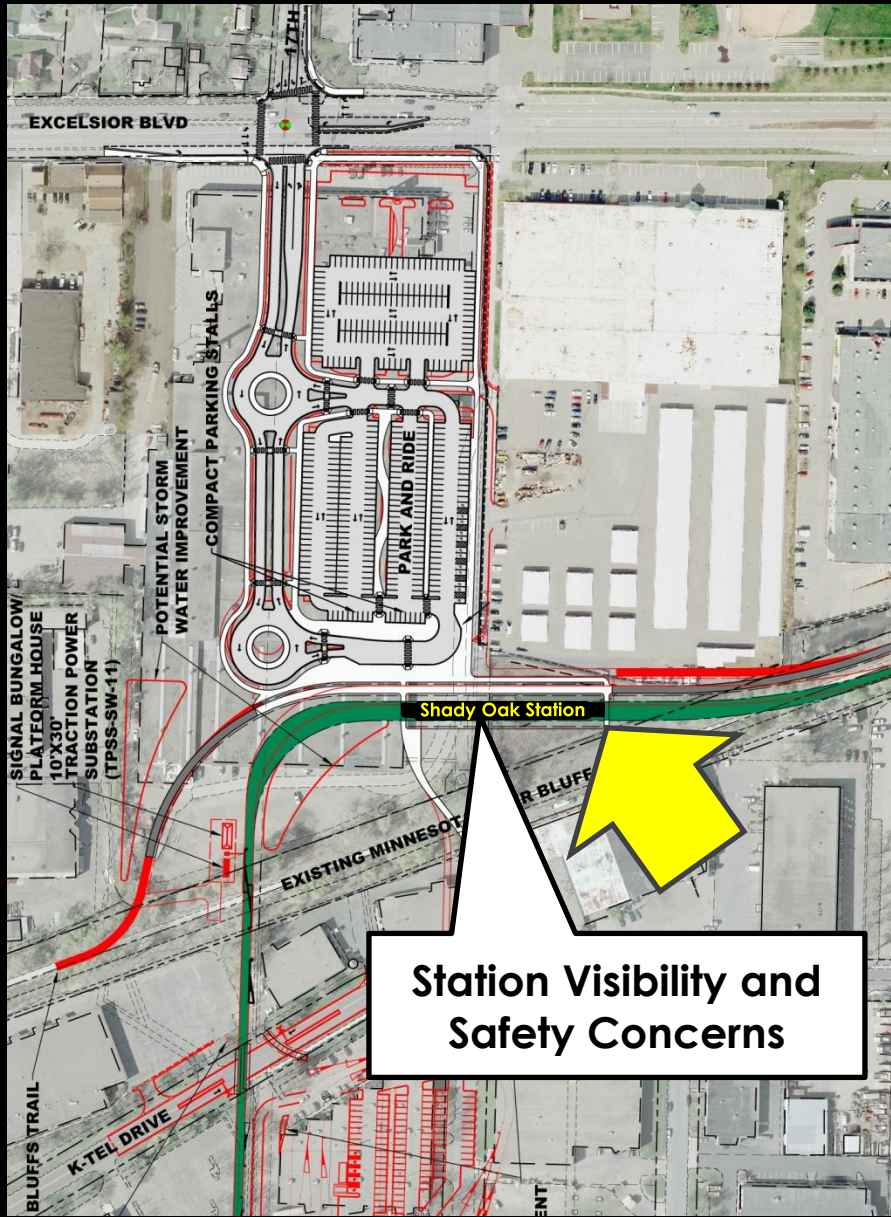 17TH
EXCELSIOR BLVD
COMPACT PARKING STALLS
POTENTIAL STORM
WATER IMPROVEMENT
PARK AND RIDE
SIGNAL BUNGALOW/
PLATFORM HOUSE
10'X30'
TRACTION POWER
SUBSTATION
(TPSS-SW-11)
Shady Oak Station
EXISTING MINNESOT
R BLUFF
Station Visibility and
Safety Concerns
BLUFFS TRAIL
K-TEL DRIVE
ENT